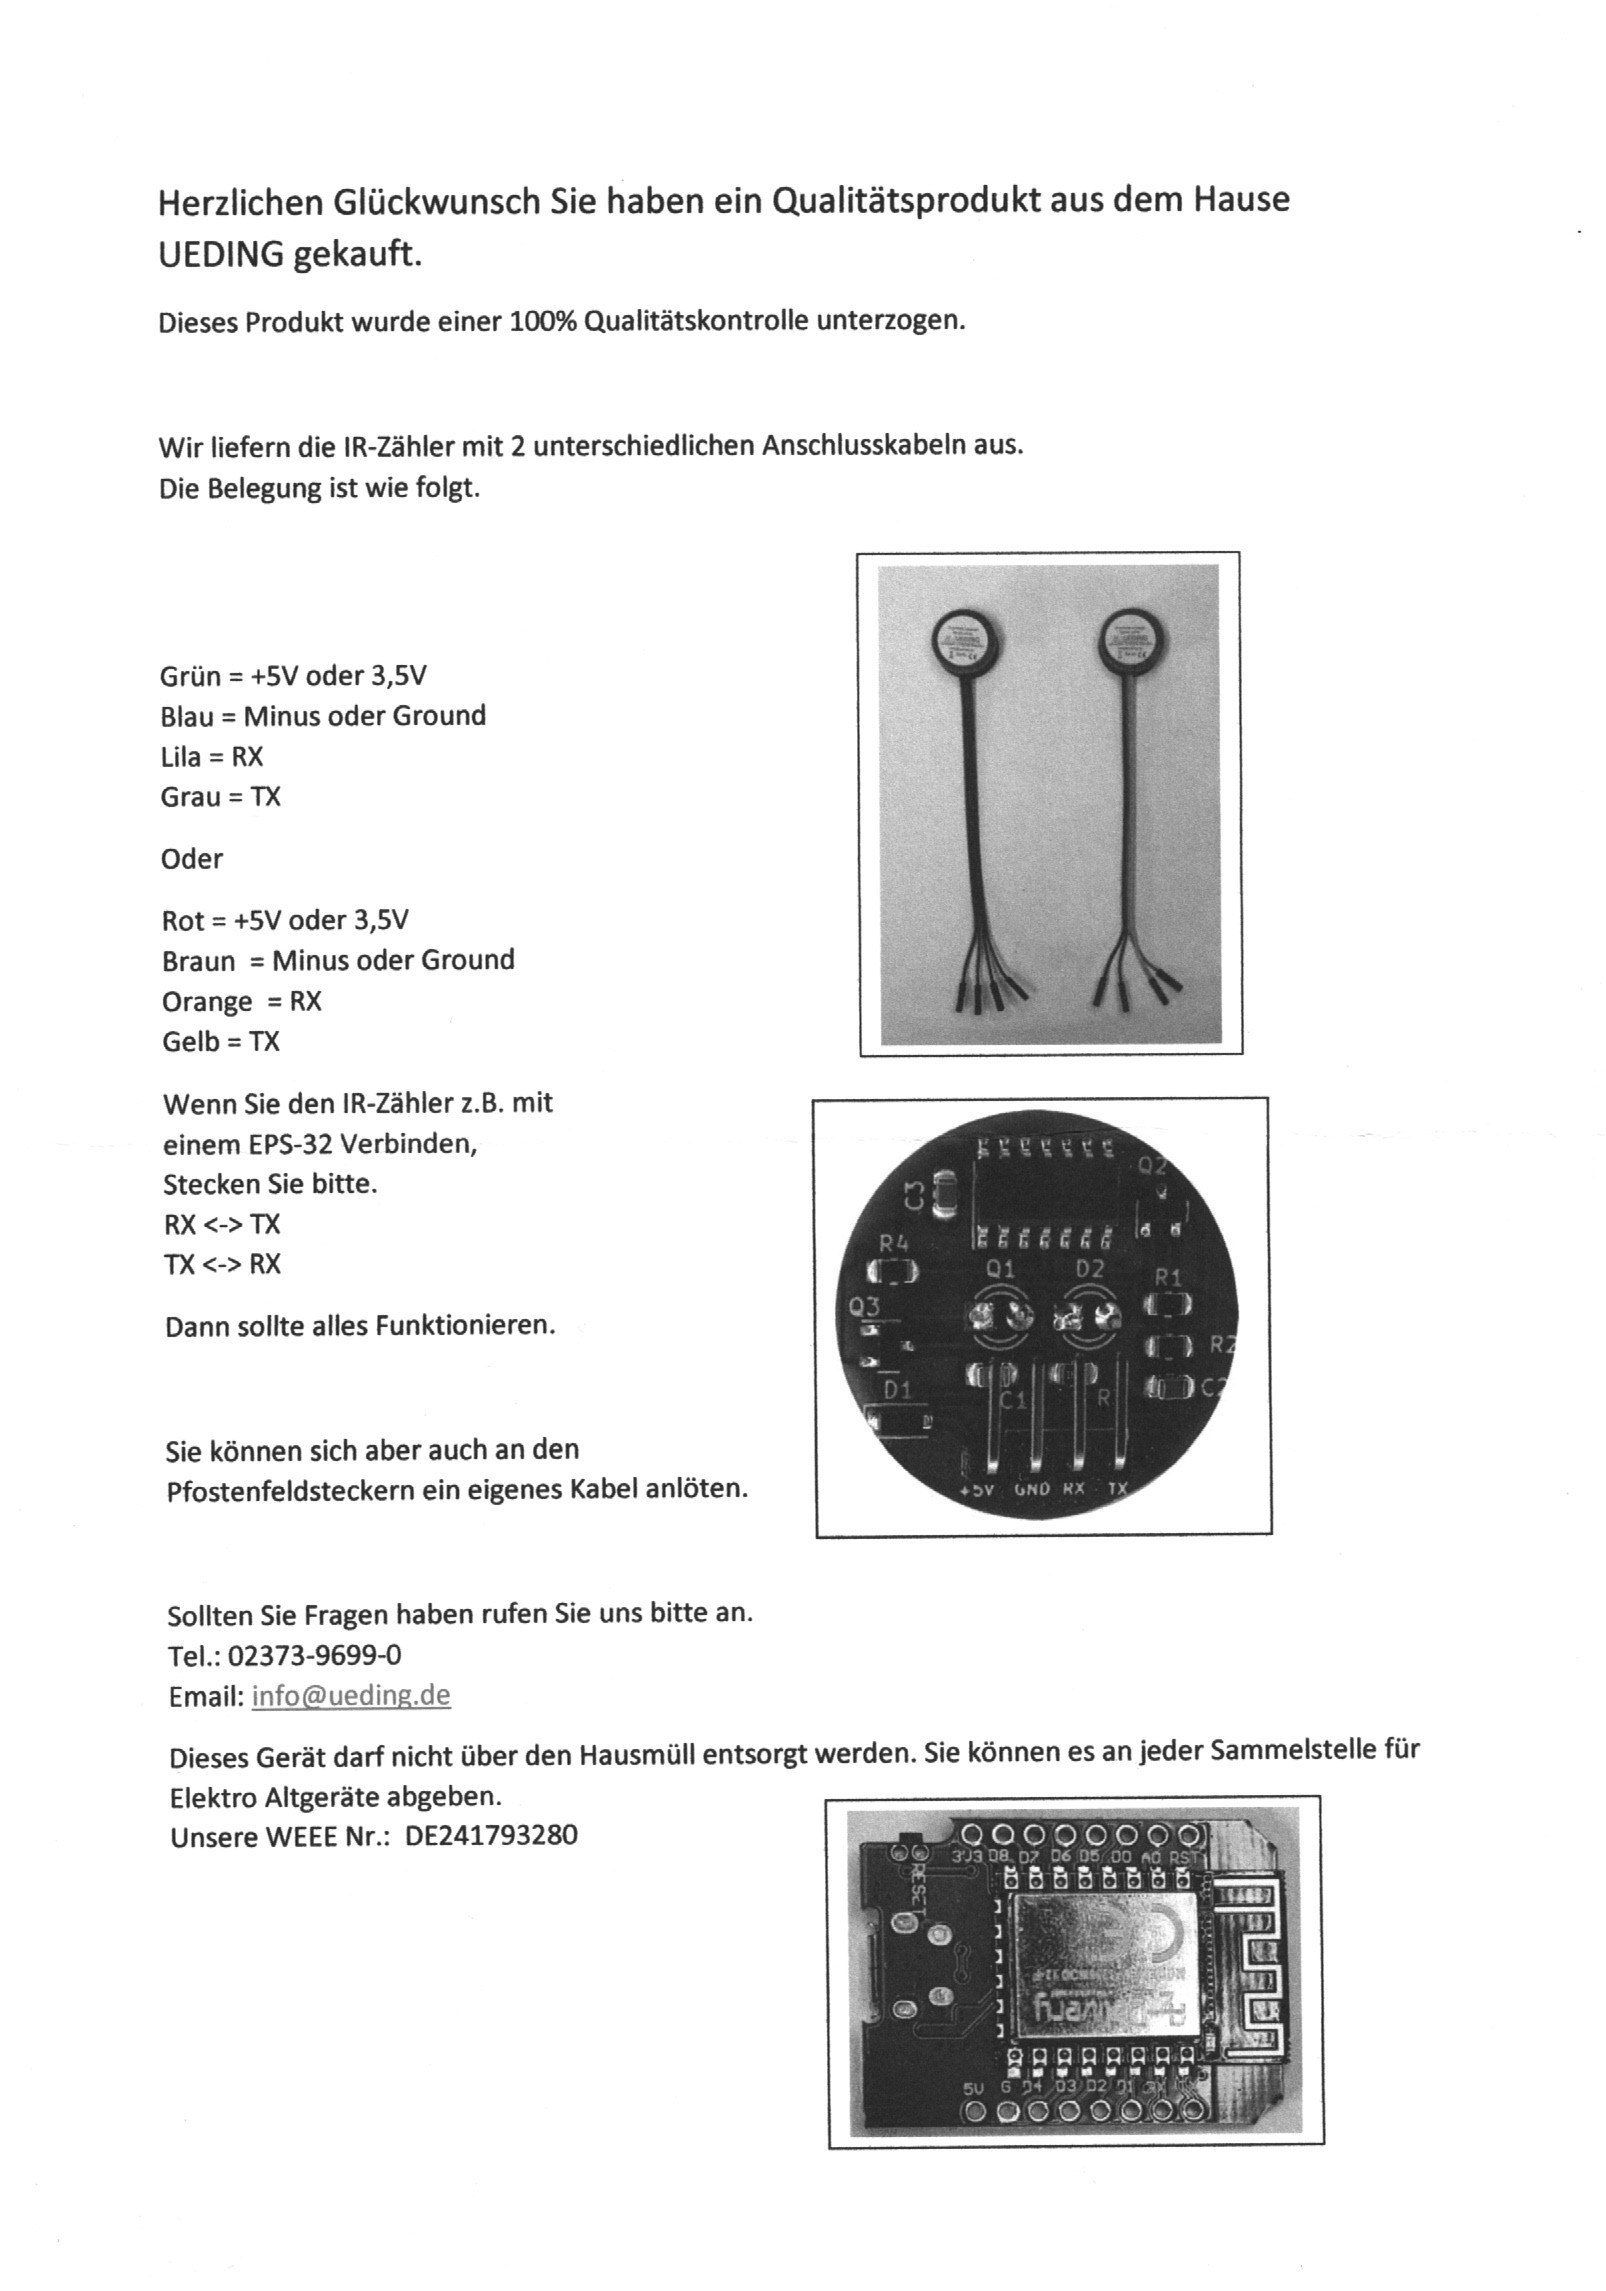 Herzlichen Glückwunsch Sie haben ein Qualitätsprodukt aus dem Hause
UEDING gekauft.
Dieses Produkt wurde einer 100% Qualitätskontrolle unterzogen.
Wir liefern die IR-Zähler mit 2 unterschiedlichen Anschlusskabeln aus.
Die Belegung ist wie folgt.
Grün = +5V oder 3,5V
Blau = Minus oder Ground
Lila = RX
Grau = TX
Oder
Rot = +5V oder 3,5V
Braun = Minus oder Ground
Orange = RX
Gelb = TX
Wenn Sie den IR-Zähler z.B. mit
einem EPS-32 Verbinden,
Stecken Sie bitte.
RX <-> TX
TX <-> RX
Dann sollte alles Funktionieren.
Q2
C3
R4
Q1 D2 R1
Q3
R2
D1 C1 R C2
+5V GND RX TX
Sie können sich aber auch an den
Pfostenfeldsteckern ein eigenes Kabel anlöten.
Sollten Sie Fragen haben rufen Sie uns bitte an.
Tel.: 02373-9699-0
Email: info@ueding.de
Dieses Gerät darf nicht über den Hausmüll entsorgt werden. Sie können es an jeder Sammelstelle für
Elektro Altgeräte abgeben.
Unsere WEEE Nr.: DE241793280
3V3 D8 D7 D6 D5 D0 A0 RST
RESET
5V G D4 D3 D2 D1